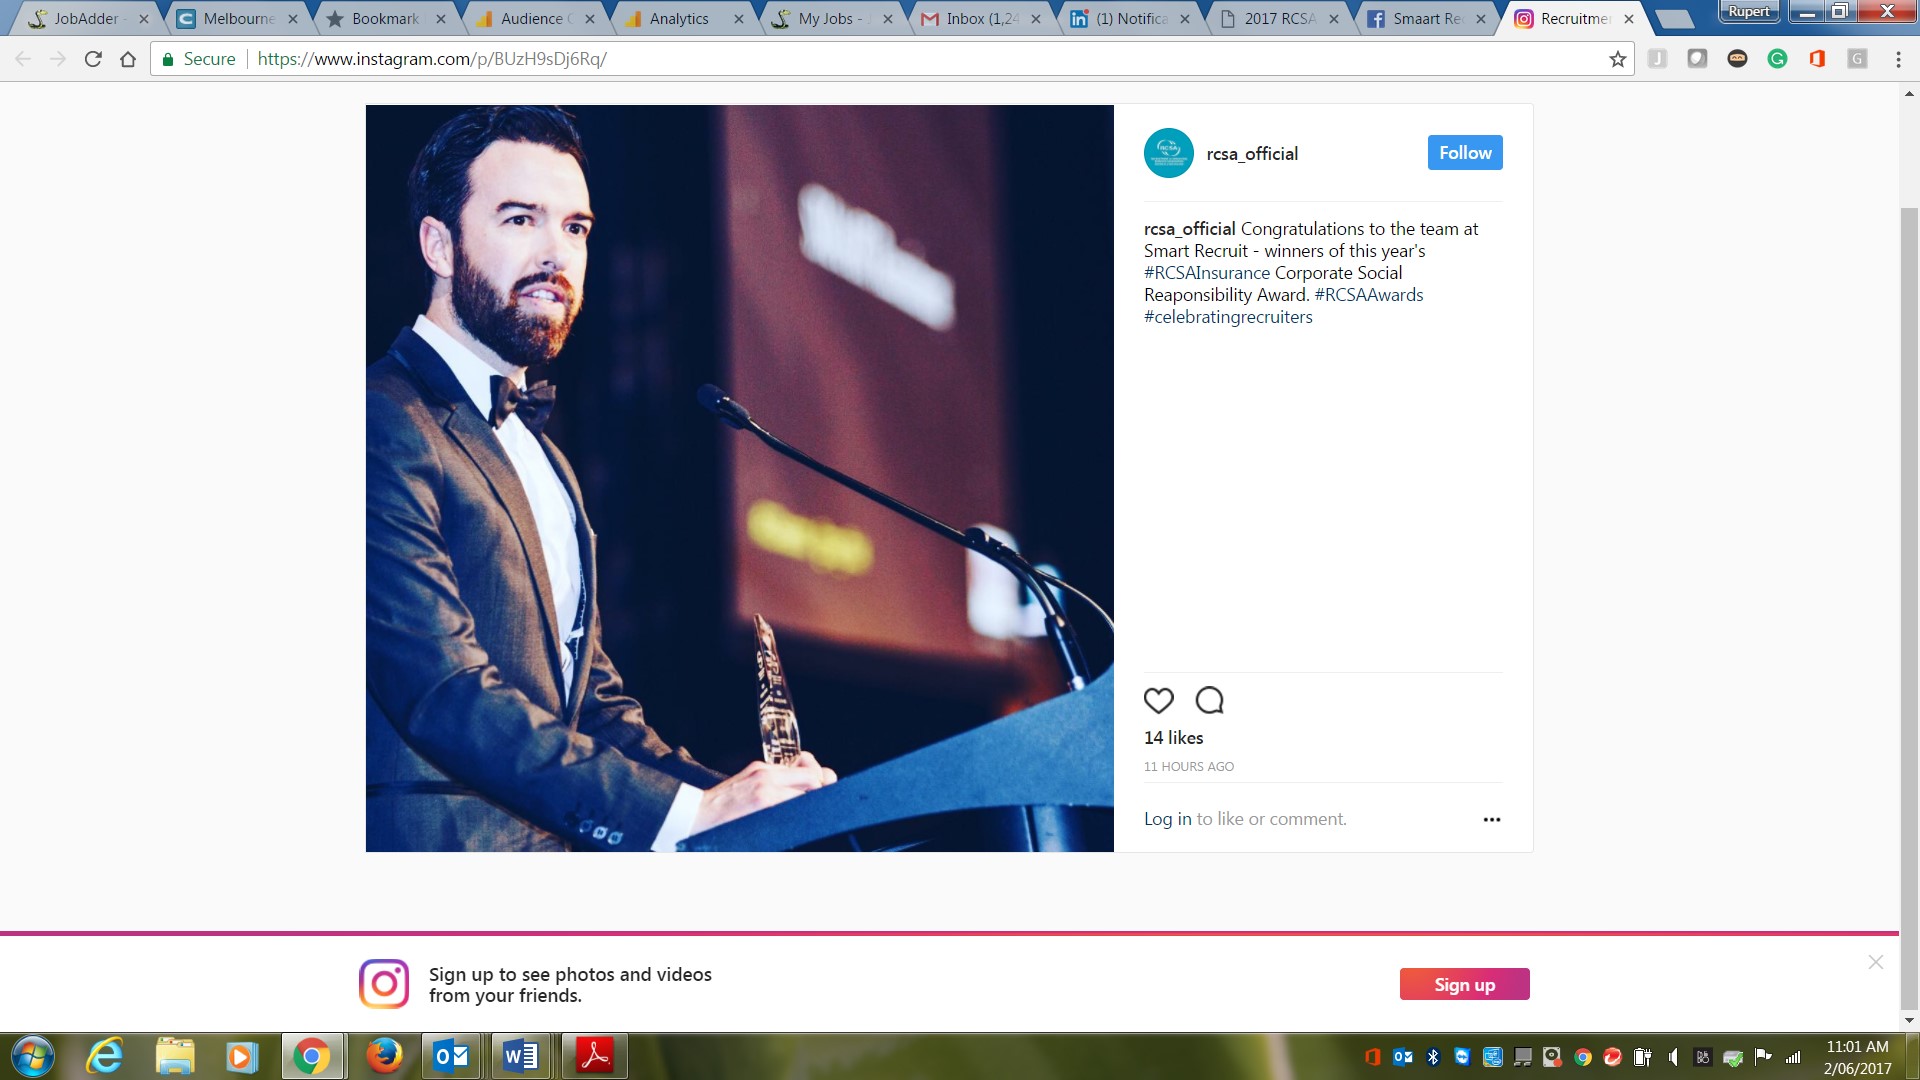 JobAdder -
Melbourne
Bookmark
Audience
Analytics
My Jobs -
Inbox (1,24
(1) Notifica
2017 RCSA
Smaart Rec
Recruitmen
Rupert
Secure
https://www.instagram.com/p/BUzH9sDj6Rq/
RCSA
rcsa_official
Follow
rcsa_official Congratulations to the team at
Smart Recruit - winners of this year's
#RCSAInsurance Corporate Social
Reaponsibility Award. #RCSAAwards
#celebratingrecruiters
14 likes
11 HOURS AGO
Log in to like or comment.
Sign up to see photos and videos
from your friends.
Sign up
11:01 AM
2/06/2017